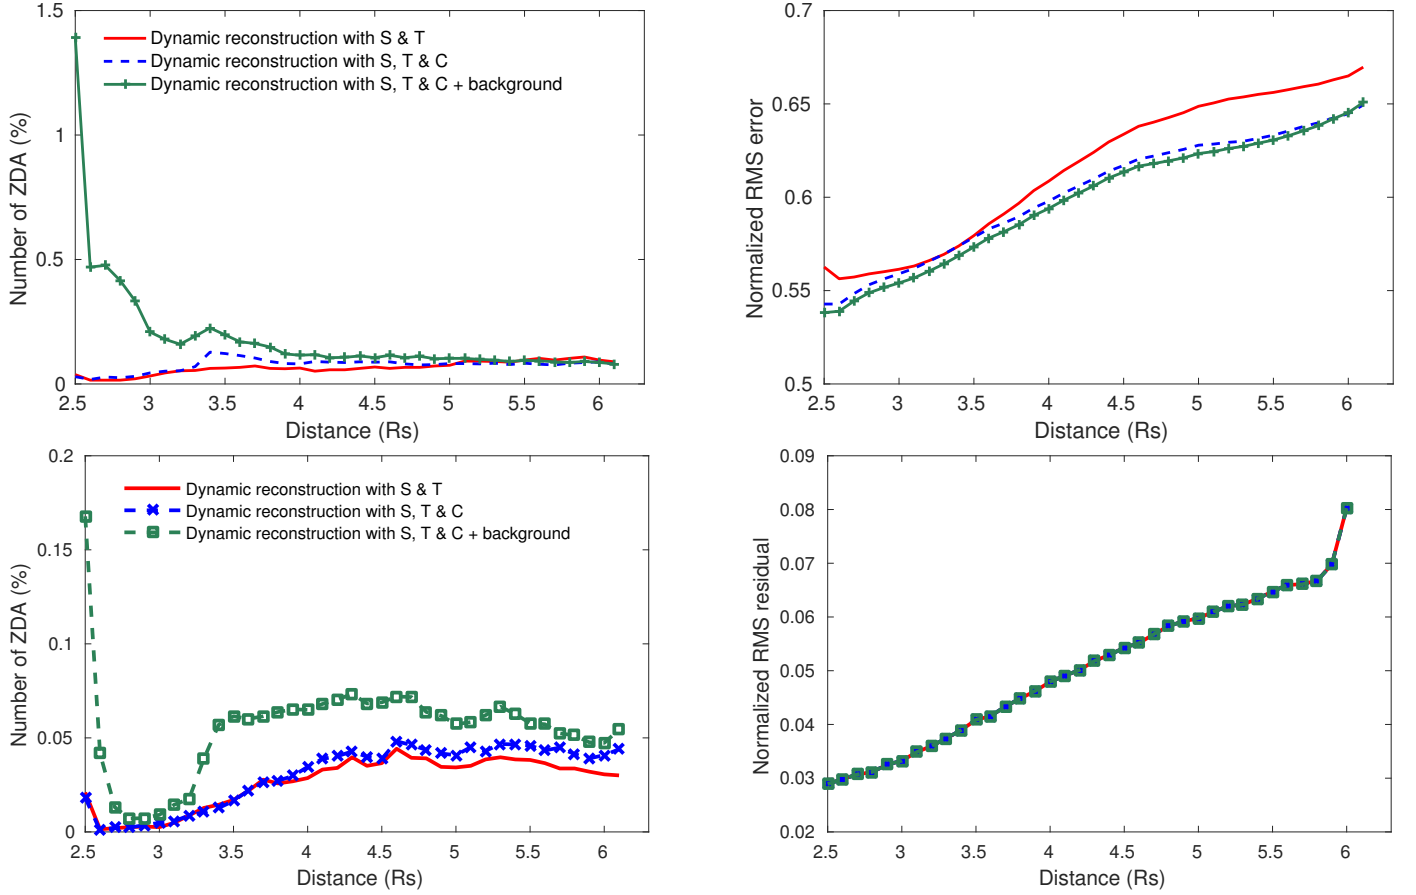 1.5
1
0.5
0
Number of ZDA (%)
Dynamic reconstruction with S & T
Dynamic reconstruction with S, T & C
Dynamic reconstruction with S, T & C + background
2.5 3 3.5 4 4.5 5 5.5 6
Distance (Rs)
0.7
0.65
0.6
0.55
0.5
Normalized RMS error
2.5 3 3.5 4 4.5 5 5.5 6
Distance (Rs)
0.2
0.15
0.1
0.05
0
Number of ZDA (%)
Dynamic reconstruction with S & T
Dynamic reconstruction with S, T & C
Dynamic reconstruction with S, T & C + background
2.5 3 3.5 4 4.5 5 5.5 6
Distance (Rs)
0.09
0.08
0.07
0.06
0.05
0.04
0.03
0.02
Normalized RMS residual
2.5 3 3.5 4 4.5 5 5.5 6
Distance (Rs)